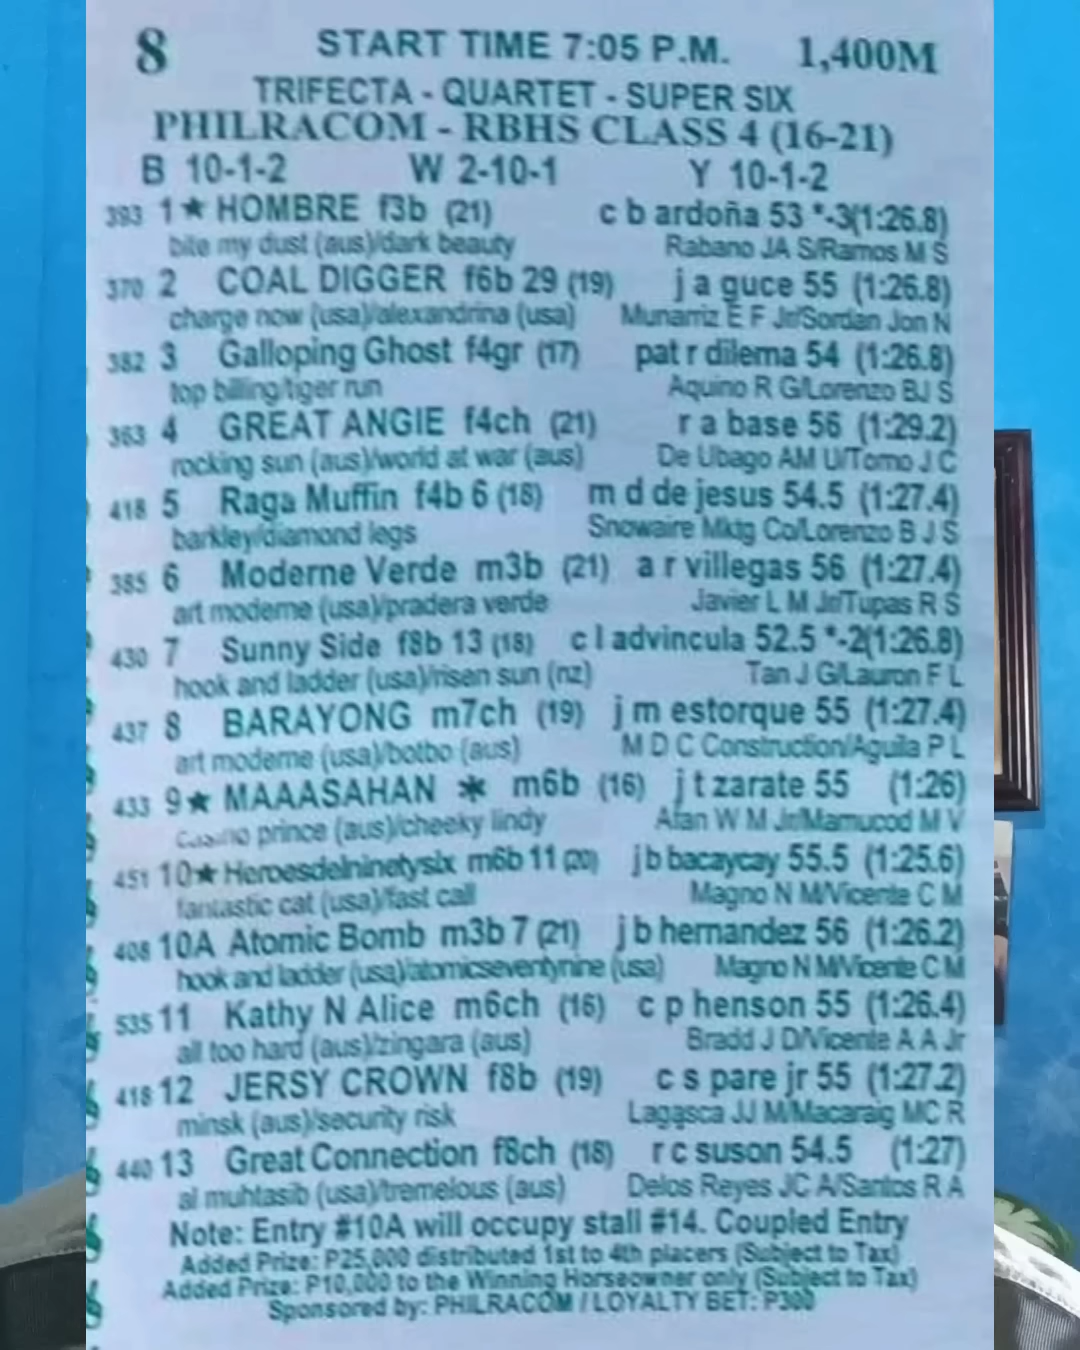 8 START TIME 7:05 P.M. 1,400M
TRIFECTA - QUARTET - SUPER SIX
PHILRACOM - RBHS CLASS 4 (16-21)
B 10-1-2 W 2-10-1 Y 10-1-2
393 1★ HOMBRE f3b (21) c b ardoña 53 *-3(1:26.8)
bite my dust (aus)/dark beauty Rabano JA S/Ramos M S
370 2 COAL DIGGER f6b 29 (19) j a guce 55 (1:26.8)
charge now (usa)/alexandrina (usa) Munarriz E F Jr/Sordan Jon N
382 3 Galloping Ghost f4gr (17) pat r dilema 54 (1:26.8)
top billing/tiger run Aquino R G/Lorenzo BJ S
363 4 GREAT ANGIE f4ch (21) r a base 56 (1:29.2)
rocking sun (aus)/world at war (aus) De Ubago AM U/Tomo J C
418 5 Raga Muffin f4b 6 (18) m d de jesus 54.5 (1:27.4)
barkley/diamond legs Snowaire Mktg Co/Lorenzo B J S
385 6 Moderne Verde m3b (21) a r villegas 56 (1:27.4)
art moderne (usa)/pradera verde Javier L M Jr/Tupas R S
430 7 Sunny Side f8b 13 (18) c l advincula 52.5 *-2(1:26.8)
hook and ladder (usa)/risen sun (nz) Tan J G/Lauron F L
437 8 BARAYONG m7ch (19) j m estorque 55 (1:27.4)
art moderne (usa)/botbo (aus) M D C Construction/Aguila P L
433 9★ MAAASAHAN ✱ m6b (16) j t zarate 55 (1:26)
prince (aus)/cheeky lindy Afan W M Jr/Mamucod M V
451 10★ Heroesdelninetysix m6b 11 (20) j b bacaycay 55.5 (1:25.6)
fantastic cat (usa)/fast call Magno N M/Vicente C M
408 10A Atomic Bomb m3b 7 (21) j b hernandez 56 (1:26.2)
hook and ladder (usa)/atomicseventynine (usa) Magno N M/Vicente C M
535 11 Kathy N Alice m6ch (16) c p henson 55 (1:26.4)
all too hard (aus)/zingara (aus) Bradd J D/Vicente A A Jr
418 12 JERSY CROWN f8b (19) c s pare jr 55 (1:27.2)
minsk (aus)/security risk Lagasca JJ M/Macaraig MC R
440 13 Great Connection f8ch (18) r c suson 54.5 (1:27)
al muhtasib (usa)/tremelous (aus) Delos Reyes JC A/Santos R A
Note: Entry #10A will occupy stall #14. Coupled Entry
Added Prize: P25,000 distributed 1st to 4th placers (Subject to Tax)
Added Prize: P10,000 to the Winning Horseowner only (Subject to Tax)
Sponsored by: PHILRACOM / LOYALTY BET: P300